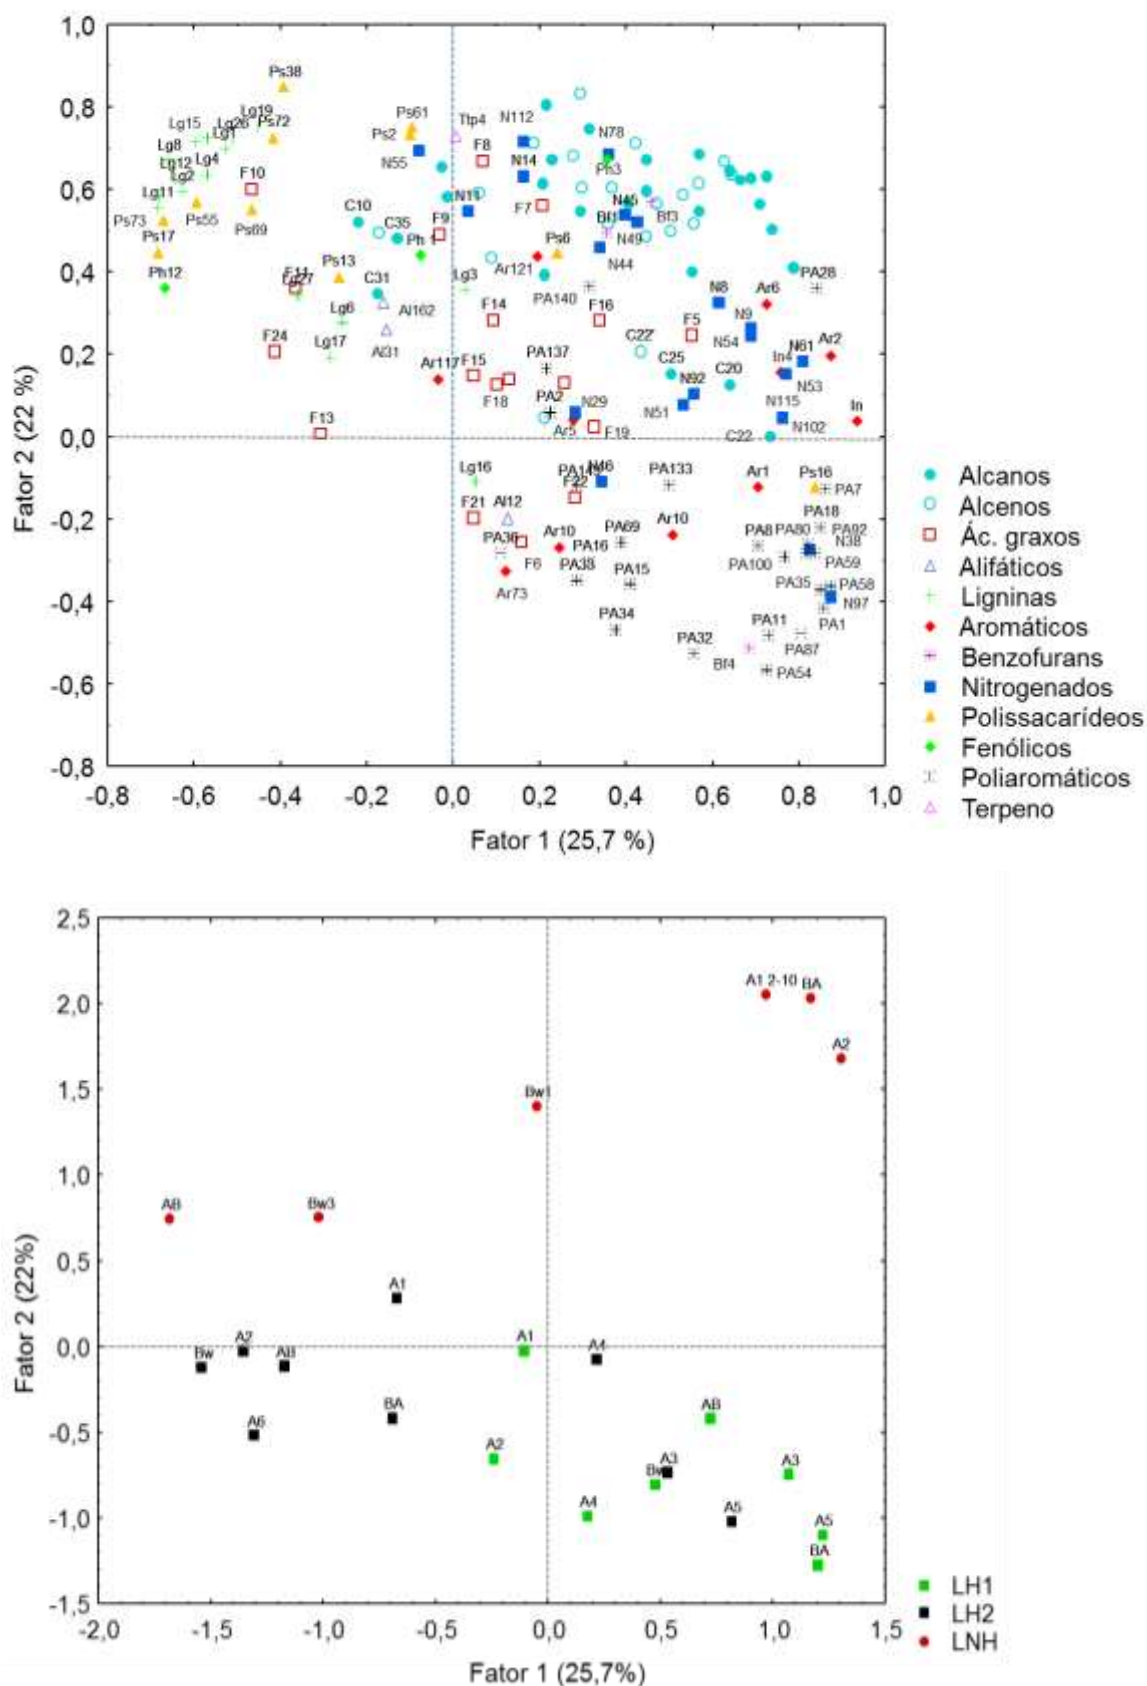 1,0
Ps38
0,8
Lg15 Lg26 Lg19
Lg1 Ps72
Ps61
Ps2
Ttp4
N112
N78
Lg8
Lg12 Lg4
Lg2
F10
N55
F8
N14
Ph3
0,6
Lg11
Ps73 Ps55 Ps69
C10
C35
N11
F9
F7
N45
Bf1 Bf3
N49
Ps17
Ph12
Ps13
Ph 1
Ar121
Ps6
N44
0,4
F11
Lg27
C31
Lg3
PA140
PA28
Lg6
Al162
F14
F16
N8
Ar6
F24
Lg17
Al31
F5
N9
N54
0,2
Ar117
F15
PA137
C22
C25
N61
Ar2
In4
F18
PA2
N29
N92
C20
N53
F13
Ar5
F19
N51
N115
N102
In
0,0
C22
Lg16
PA149
N46
PA133
Ar1
Ps16
PA7
-0,2
F21
Al12
F22
PA69
Ar10
PA8
PA18
PA80 PA92
PA36
Ar10
PA16
N38
F6
PA38
PA15
PA100
PA59
-0,4
Ar73
PA35
PA58
N97
PA34
PA11
PA1
PA32
PA87
Bf4
PA54
-0,6
-0,8
-0,8 -0,6 -0,4 -0,2 0,0 0,2 0,4 0,6 0,8 1,0
Fator 1 (25,7 %)
Fator 2 (22 %)
Alcanos
Alcenos
Ác. graxos
Alifáticos
Ligninas
Aromáticos
Benzofurans
Nitrogenados
Polissacarídeos
Fenólicos
Poliaromáticos
Terpeno
2,5
A1 2-10 BA
2,0
A2
1,5
Bw1
1,0
AB
Bw3
0,5
A1
0,0
A2
Bw AB
A1
A4
BA
AB
-0,5
A6
A2
A3
Bw
A3
-1,0
A4
A5
A5
BA
-1,5
-2,0 -1,5 -1,0 -0,5 0,0 0,5 1,0 1,5
Fator 1 (25,7%)
Fator 2 (22%)
LH1
LH2
LNH